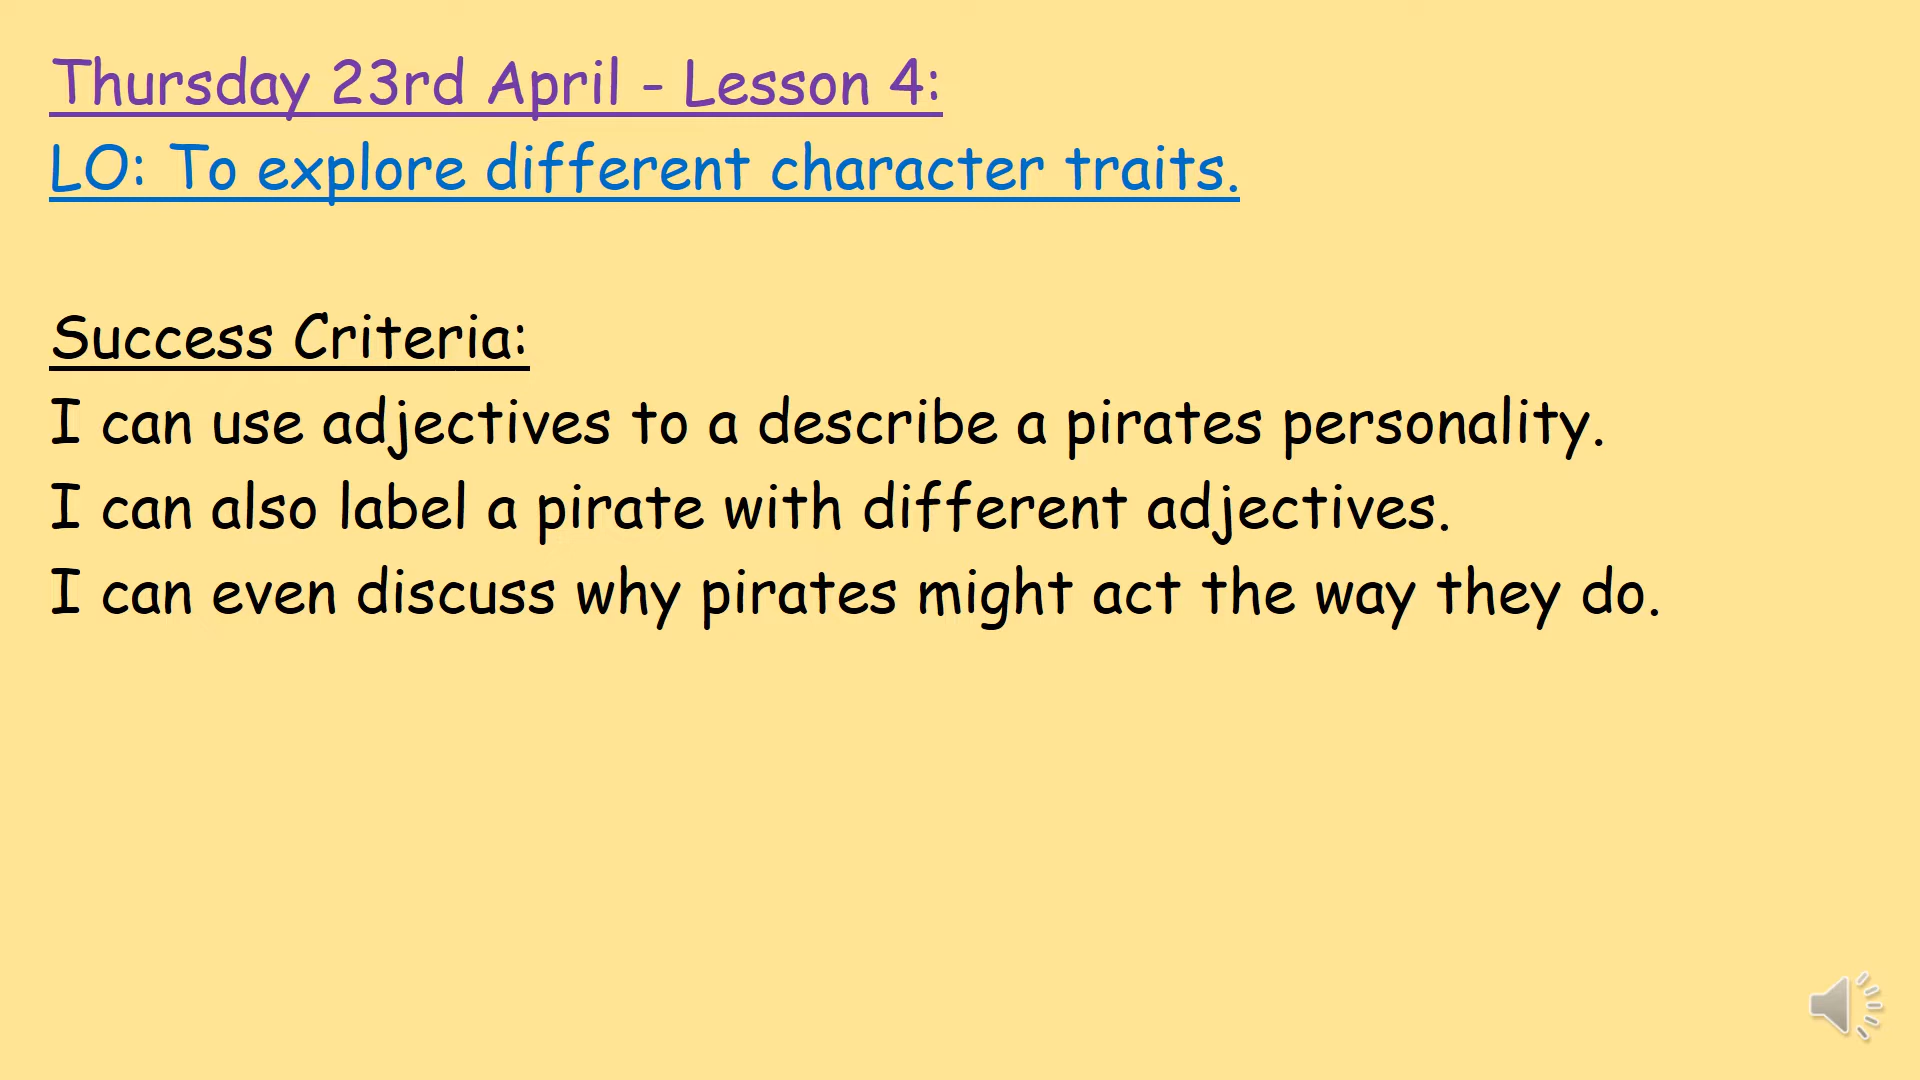 Thursday 23rd April - Lesson 4:
LO: To explore different character traits.
Success Criteria:
I can use adjectives to a describe a pirates personality.
I can also label a pirate with different adjectives.
I can even discuss why pirates might act the way they do.